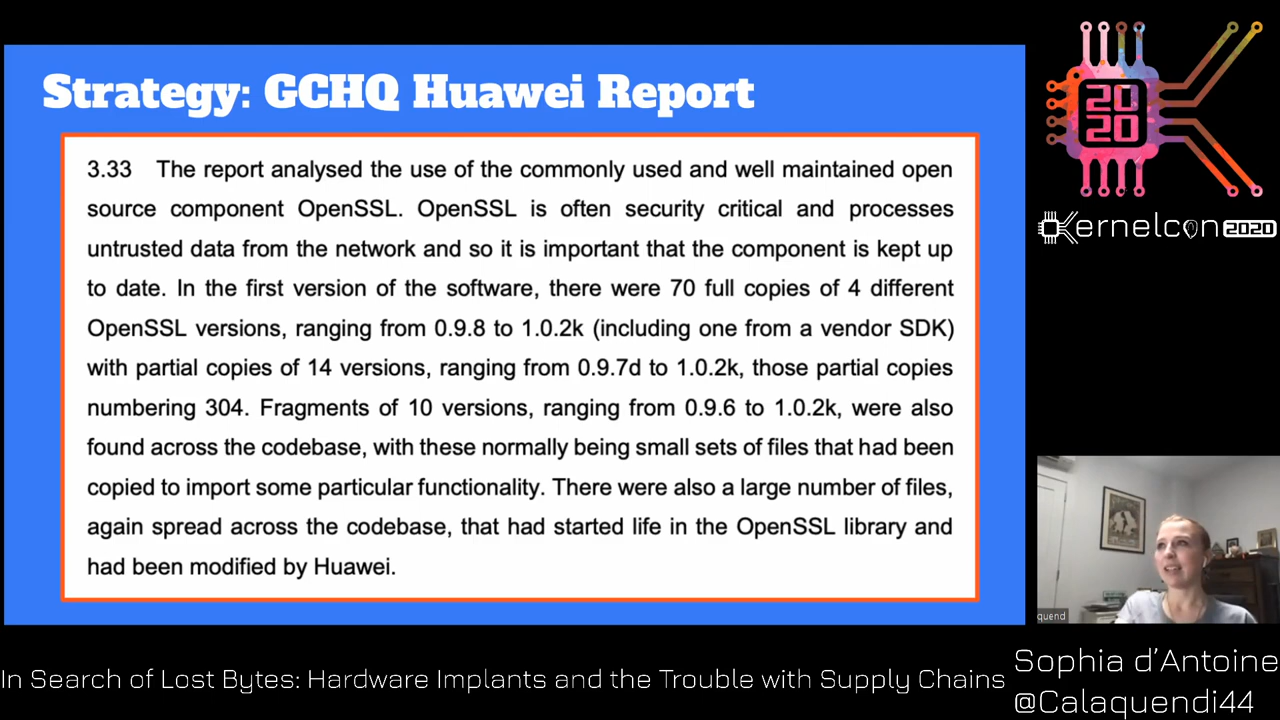 Strategy: GCHQ Huawei Report
3.33 The report analysed the use of the commonly used and well maintained open
source component OpenSSL. OpenSSL is often security critical and processes
untrusted data from the network and so it is important that the component is kept up
to date. In the first version of the software, there were 70 full copies of 4 different
OpenSSL versions, ranging from 0.9.8 to 1.0.2k (including one from a vendor SDK)
with partial copies of 14 versions, ranging from 0.9.7d to 1.0.2k, those partial copies
numbering 304. Fragments of 10 versions, ranging from 0.9.6 to 1.0.2k, were also
found across the codebase, with these normally being small sets of files that had been
copied to import some particular functionality. There were also a large number of files,
again spread across the codebase, that had started life in the OpenSSL library and
had been modified by Huawei.
20
20
Kernelcon 2020
quend
In Search of Lost Bytes: Hardware Implants and the Trouble with Supply Chains
Sophia d'Antoine
@Calaquendi44